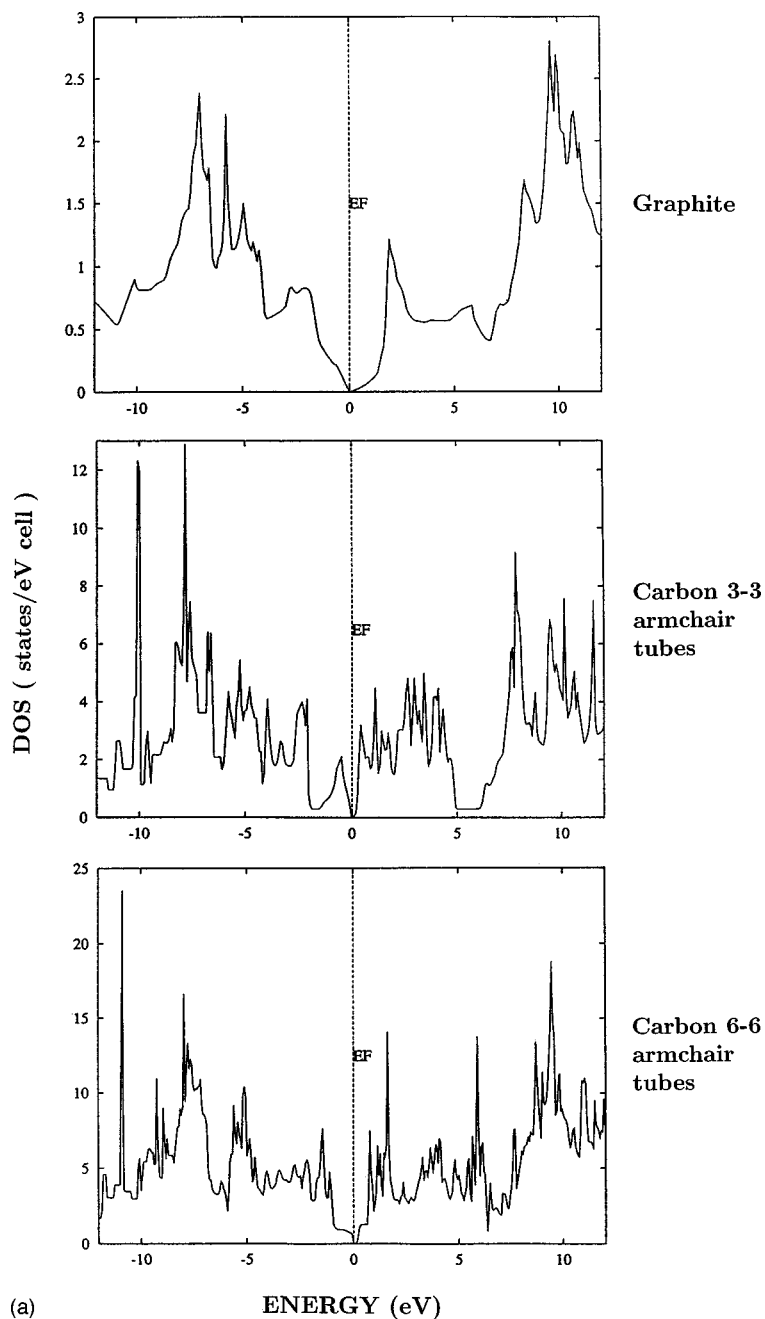 3
2.5
2
1.5
1
0.5
0
-10
-5
0
5
10
EF
Graphite
12
10
8
6
4
2
0
-10
-5
0
5
10
EF
Carbon 3-3
armchair
tubes
DOS ( states/eV cell )
25
20
15
10
5
0
-10
-5
0
5
10
EF
Carbon 6-6
armchair
tubes
(a)
ENERGY (eV)